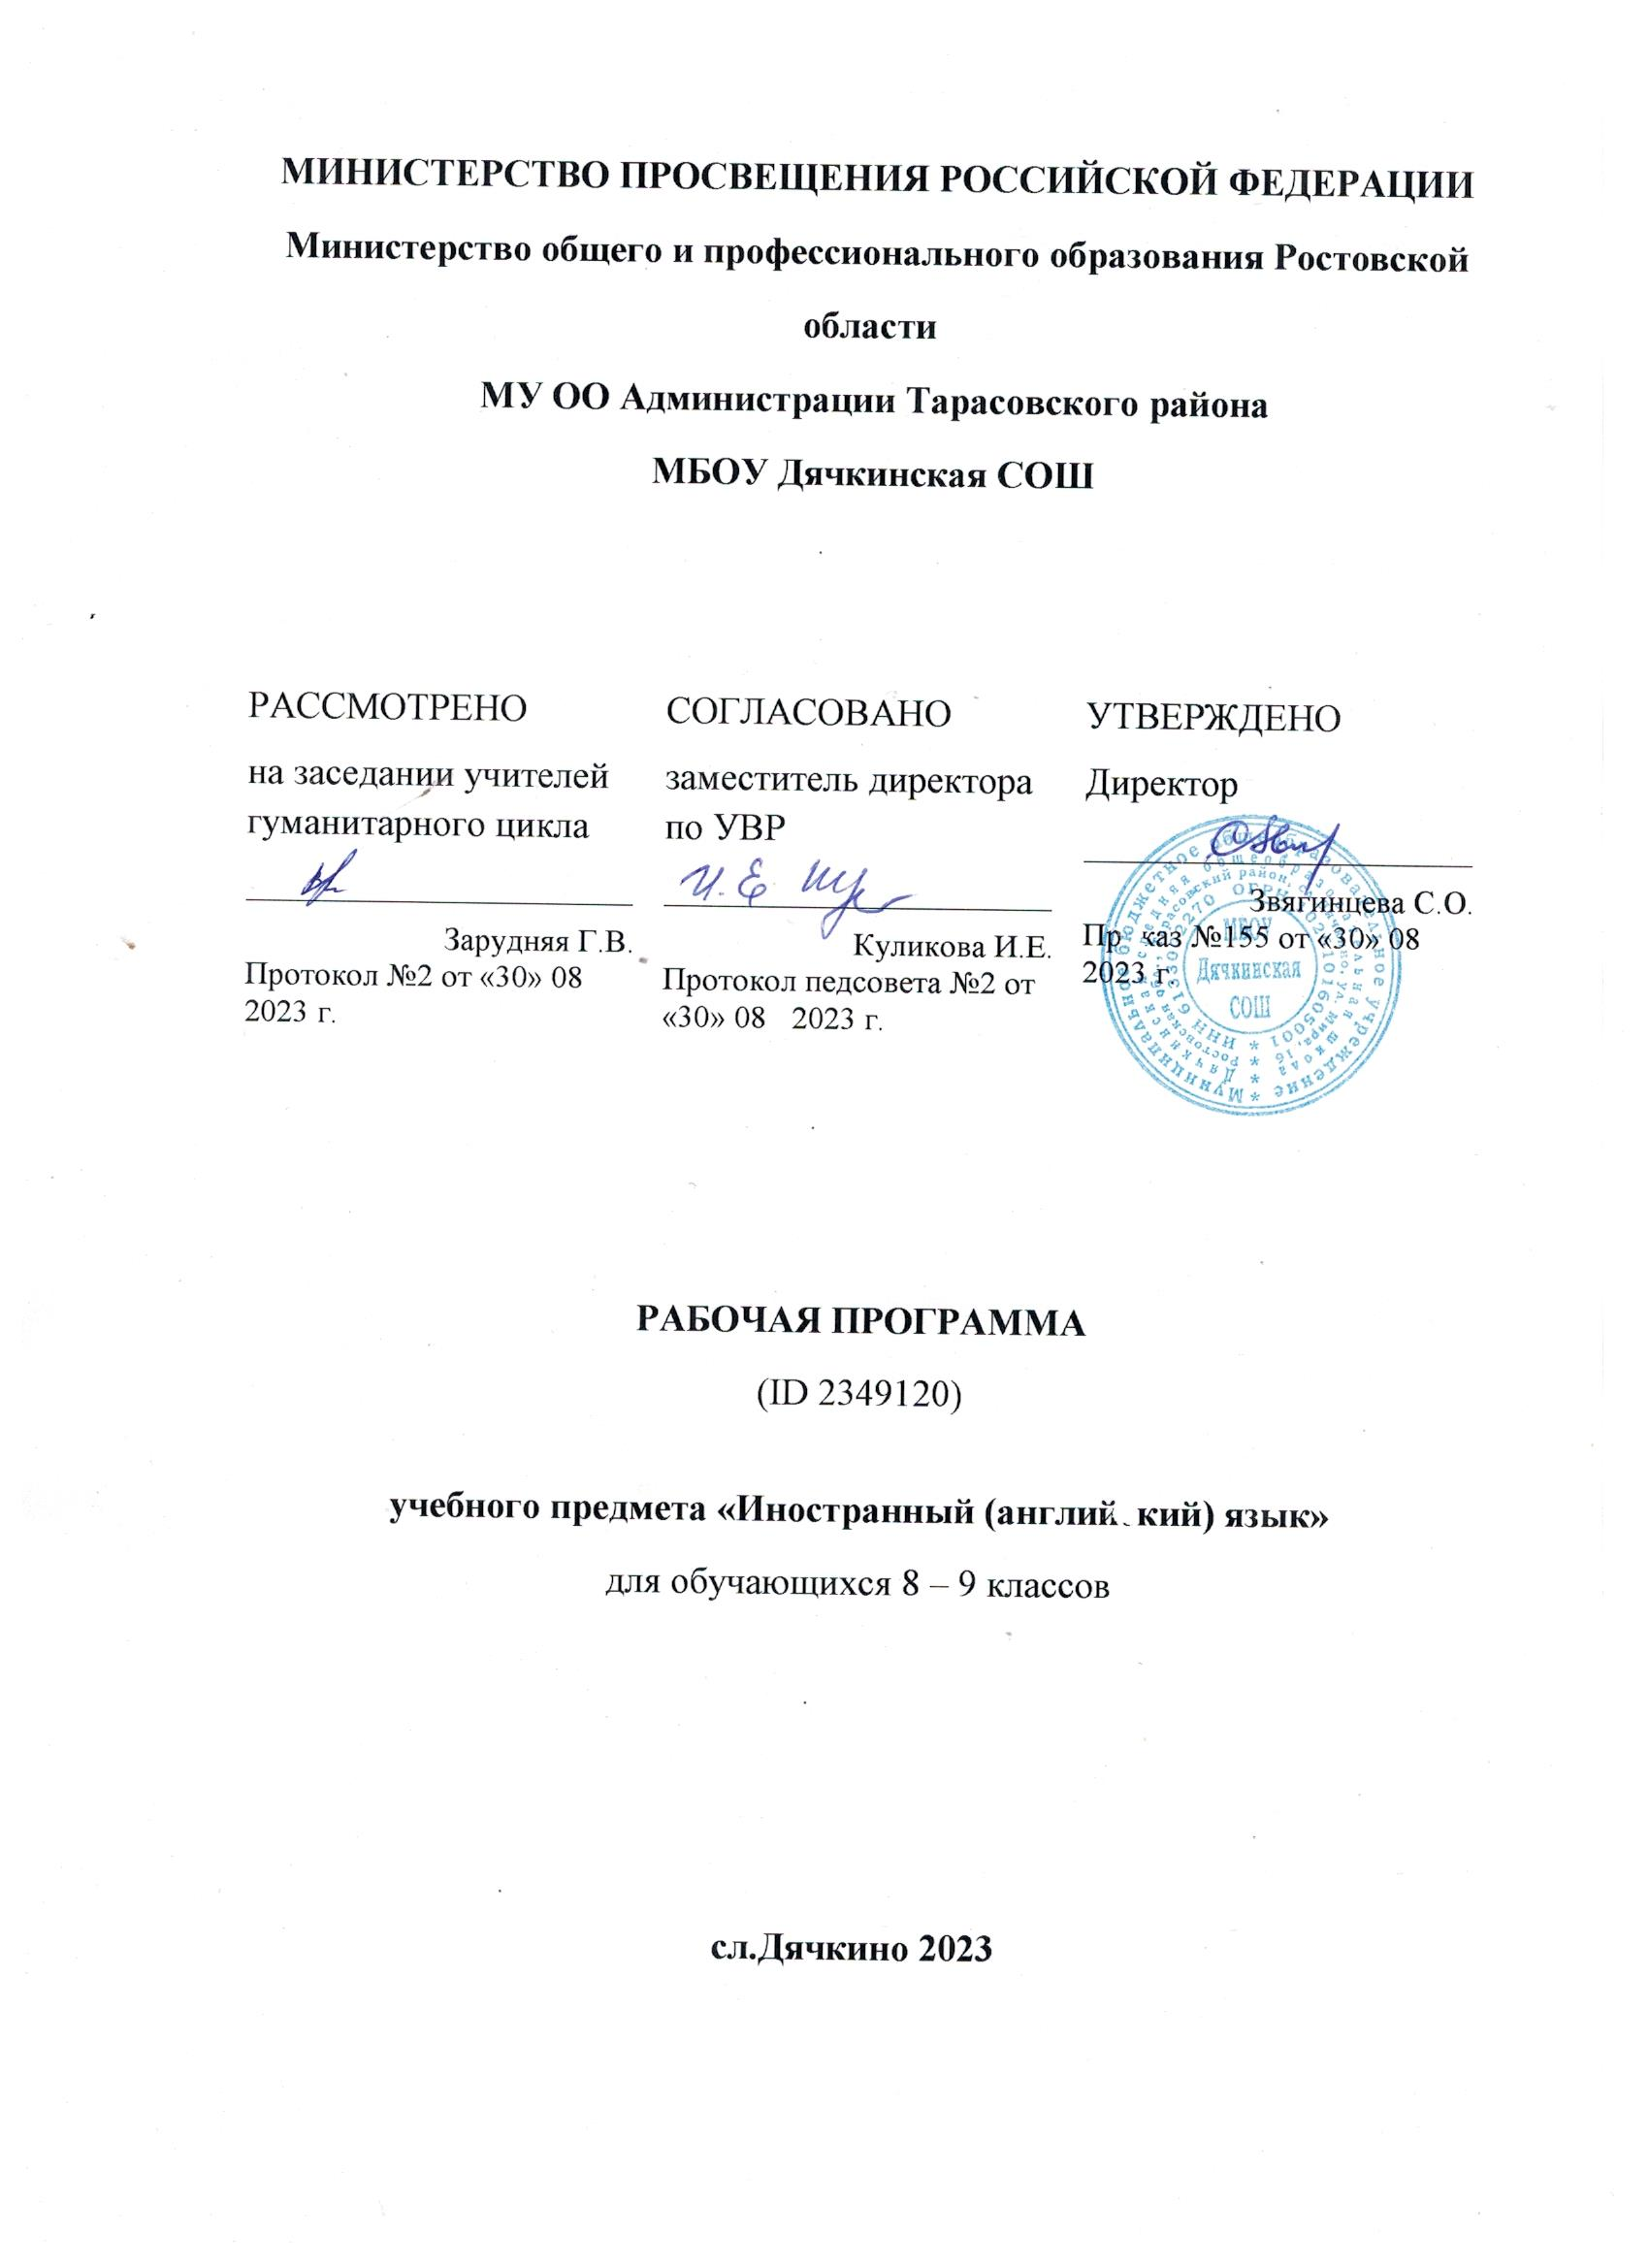 МИНИСТЕРСТВО ПРОСВЕЩЕНИЯ РОССИЙСКОЙ ФЕДЕРАЦИИ
Министерство общего и профессионального образования Ростовской
области
МУ ОО Администрации Тарасовского района
МБОУ Дячкинская СОШ
РАССМОТРЕНО
на заседании учителей
гуманитарного цикла
Зарудняя Г.В.
Протокол №2 от «30» 08
2023 г.
СОГЛАСОВАНО
заместитель директора
по УВР
И.Е
Куликова И.Е.
Протокол педсовета №2 от
«30» 08 2023 г.
УТВЕРЖДЕНО
Директор
Звягинцева С.О.
Пр каз №155 от «30» 08
2023 г.
МБОУ
Дячкинская
СОШ
РАБОЧАЯ ПРОГРАММА
(ID 2349120)
учебного предмета «Иностранный (англий кий) язык»
для обучающихся 8 – 9 классов
сл.Дячкино 2023